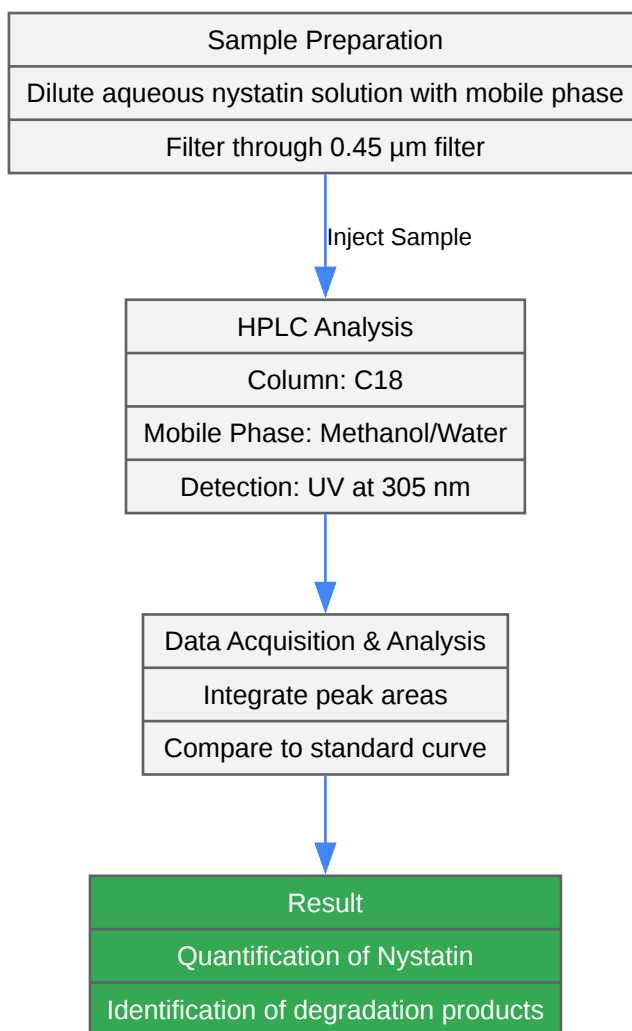 Sample Preparation
Dilute aqueous nystatin solution with mobile phase
Filter through 0.45 µm filter
Inject Sample
HPLC Analysis
Column: C18
Mobile Phase: Methanol/Water
Detection: UV at 305 nm
Data Acquisition & Analysis
Integrate peak areas
Compare to standard curve
Result
Quantification of Nystatin
Identification of degradation products